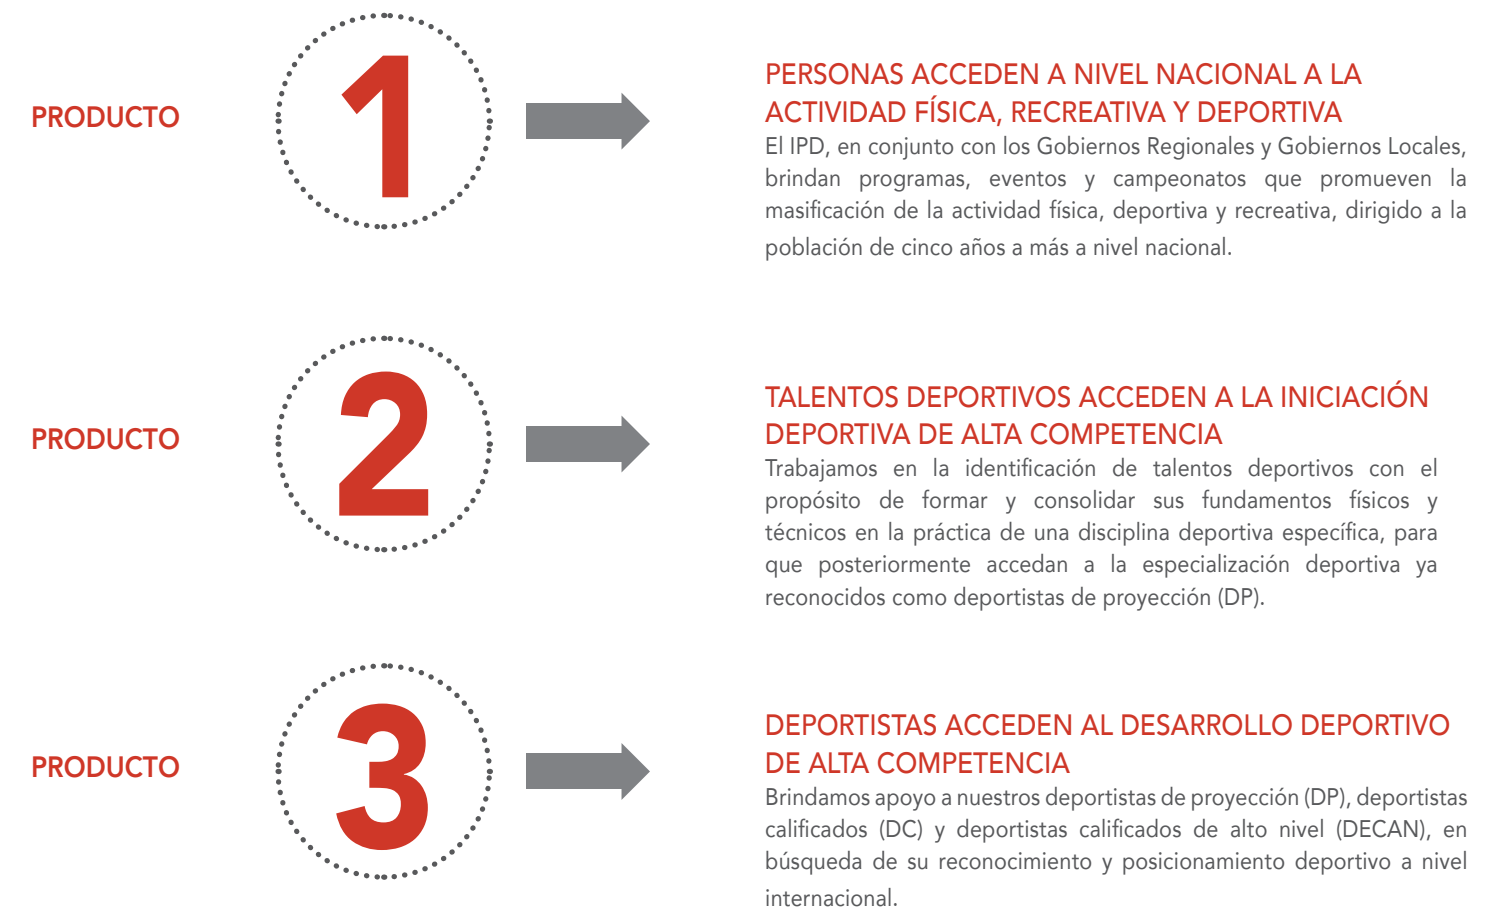 PRODUCTO
1
PERSONAS ACCEDEN A NIVEL NACIONAL A LA
ACTIVIDAD FÍSICA, RECREATIVA Y DEPORTIVA
El IPD, en conjunto con los Gobiernos Regionales y Gobiernos Locales,
brindan programas, eventos y campeonatos que promueven la
masificación de la actividad física, deportiva y recreativa, dirigido a la
población de cinco años a más a nivel nacional.
PRODUCTO
2
TALENTOS DEPORTIVOS ACCEDEN A LA INICIACIÓN
DEPORTIVA DE ALTA COMPETENCIA
Trabajamos en la identificación de talentos deportivos con el
propósito de formar y consolidar sus fundamentos físicos y
técnicos en la práctica de una disciplina deportiva específica, para
que posteriormente accedan a la especialización deportiva ya
reconocidos como deportistas de proyección (DP).
PRODUCTO
3
DEPORTISTAS ACCEDEN AL DESARROLLO DEPORTIVO
DE ALTA COMPETENCIA
Brindamos apoyo a nuestros deportistas de proyección (DP), deportistas
calificados (DC) y deportistas calificados de alto nivel (DECAN), en
búsqueda de su reconocimiento y posicionamiento deportivo a nivel
internacional.